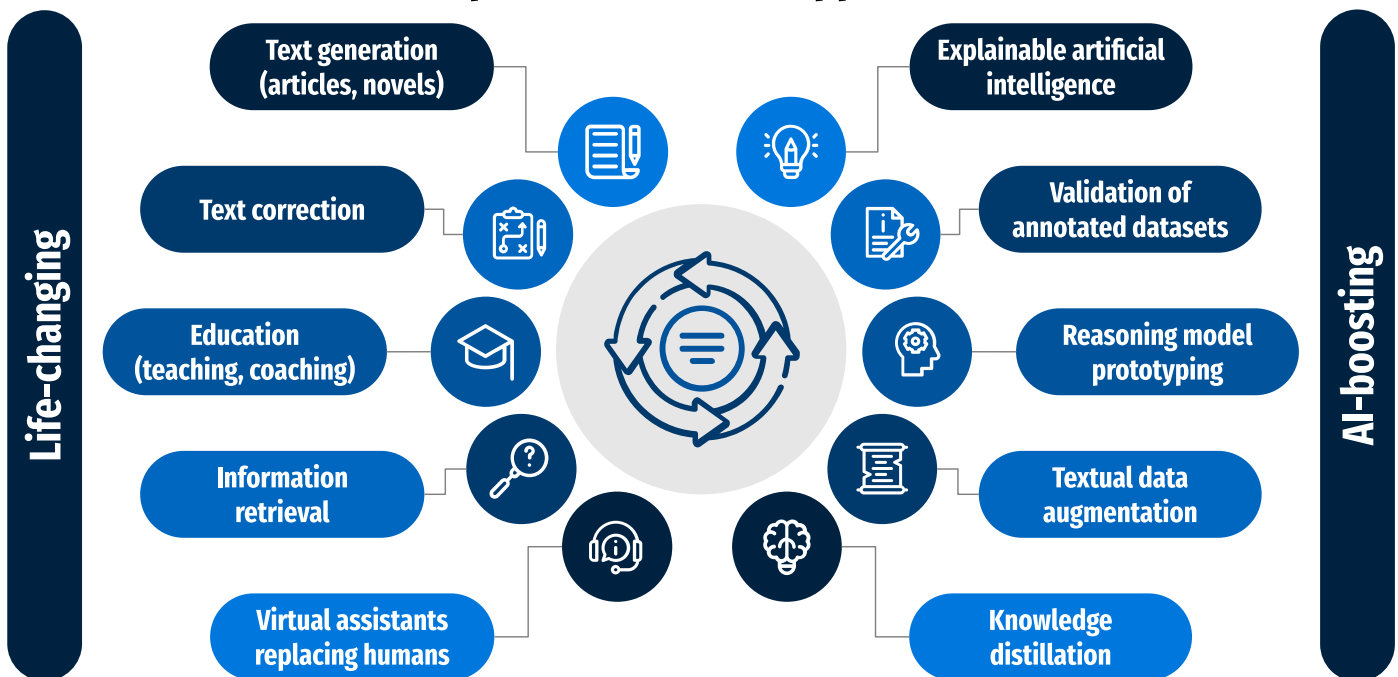 Life-changing
Text generation
(articles, novels)
Text correction
Education
(teaching, coaching)
Information
retrieval
Virtual assistants
replacing humans
Explainable artificial
intelligence
Validation of
annotated datasets
Reasoning model
prototyping
Textual data
augmentation
Knowledge
distillation
AI-boosting